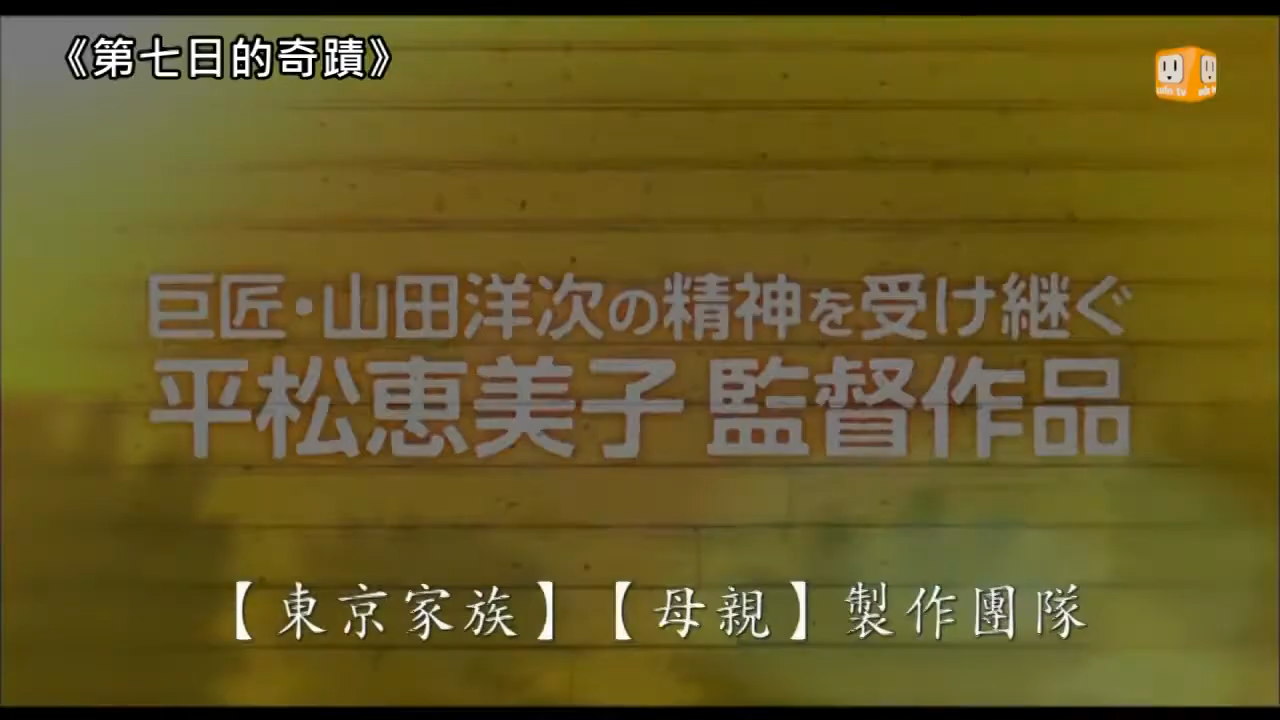 《第七日的奇蹟》
巨匠・山田洋次の精神を受け継ぐ
平松恵美子 監督作品
【東京家族】【母親】製作團隊